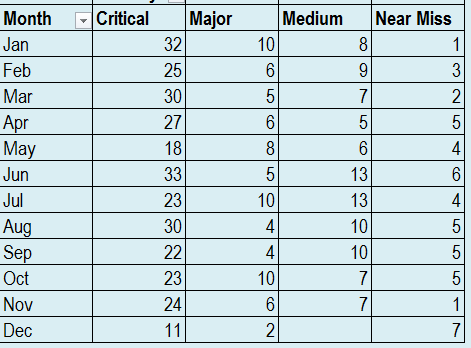 Month Critical Major Medium Near Miss
Jan 32 10 8 1
Feb 25 6 9 3
Mar 30 5 7 2
Apr 27 6 5 5
May 18 8 6 4
Jun 33 5 13 6
Jul 23 10 13 4
Aug 30 4 10 5
Sep 22 4 10 5
Oct 23 10 7 5
Nov 24 6 7 1
Dec 11 2 7